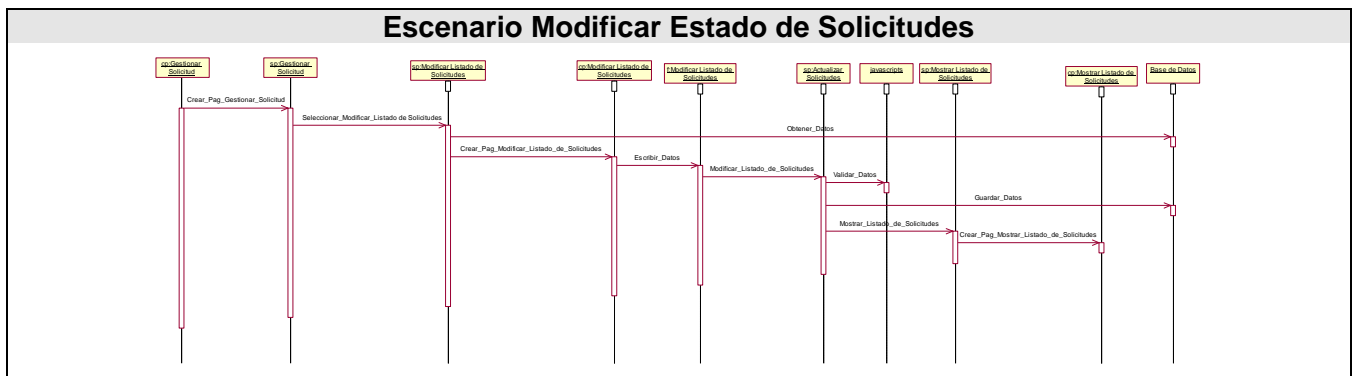 Escenario Modificar Estado de Solicitudes
cp:Gestionar
Solicitud
sp:Gestionar
Solicitud
sp:Modificar Listado de
Solicitudes
cp:Modificar Listado de
Solicitudes
f:Modificar Listado de
Solicitudes
sp:Actualizar
Solicitudes
javascripts
sp:Mostrar Listado de
Solicitudes
cp:Mostrar Listado de
Solicitudes
Base de Datos
Crear_Pag_Gestionar_Solicitud
Seleccionar_Modificar_Listado de Solicitudes
Obtener_Datos
Crear_Pag_Modificar_Listado_de_Solicitudes
Escribir_Datos
Modificar_Listado_de_Solicitudes
Validar_Datos
Guardar_Datos
Mostrar_Listado_de_Solicitudes
Crear_Pag_Mostrar_Listado_de_Solicitudes